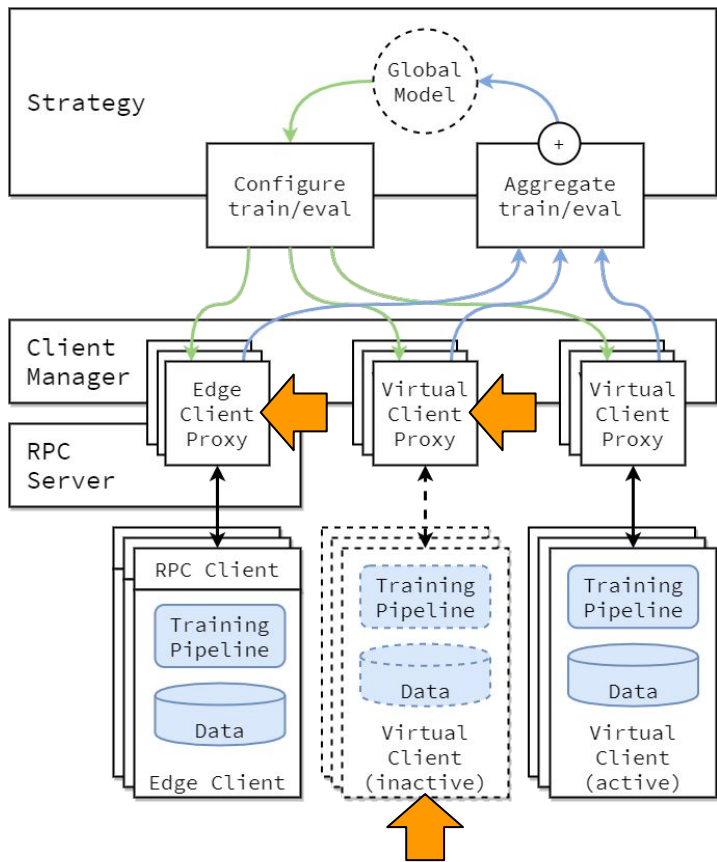 Global
Model
Strategy
+
Configure
train/eval
Aggregate
train/eval
Client
Manager
Edge
Client
Proxy
Virtual
Client
Proxy
Virtual
Client
Proxy
RPC
Server
RPC Client
Training
Pipeline
Data
Edge Client
Training
Pipeline
Data
Virtual
Client
(inactive)
Training
Pipeline
Data
Virtual
Client
(active)